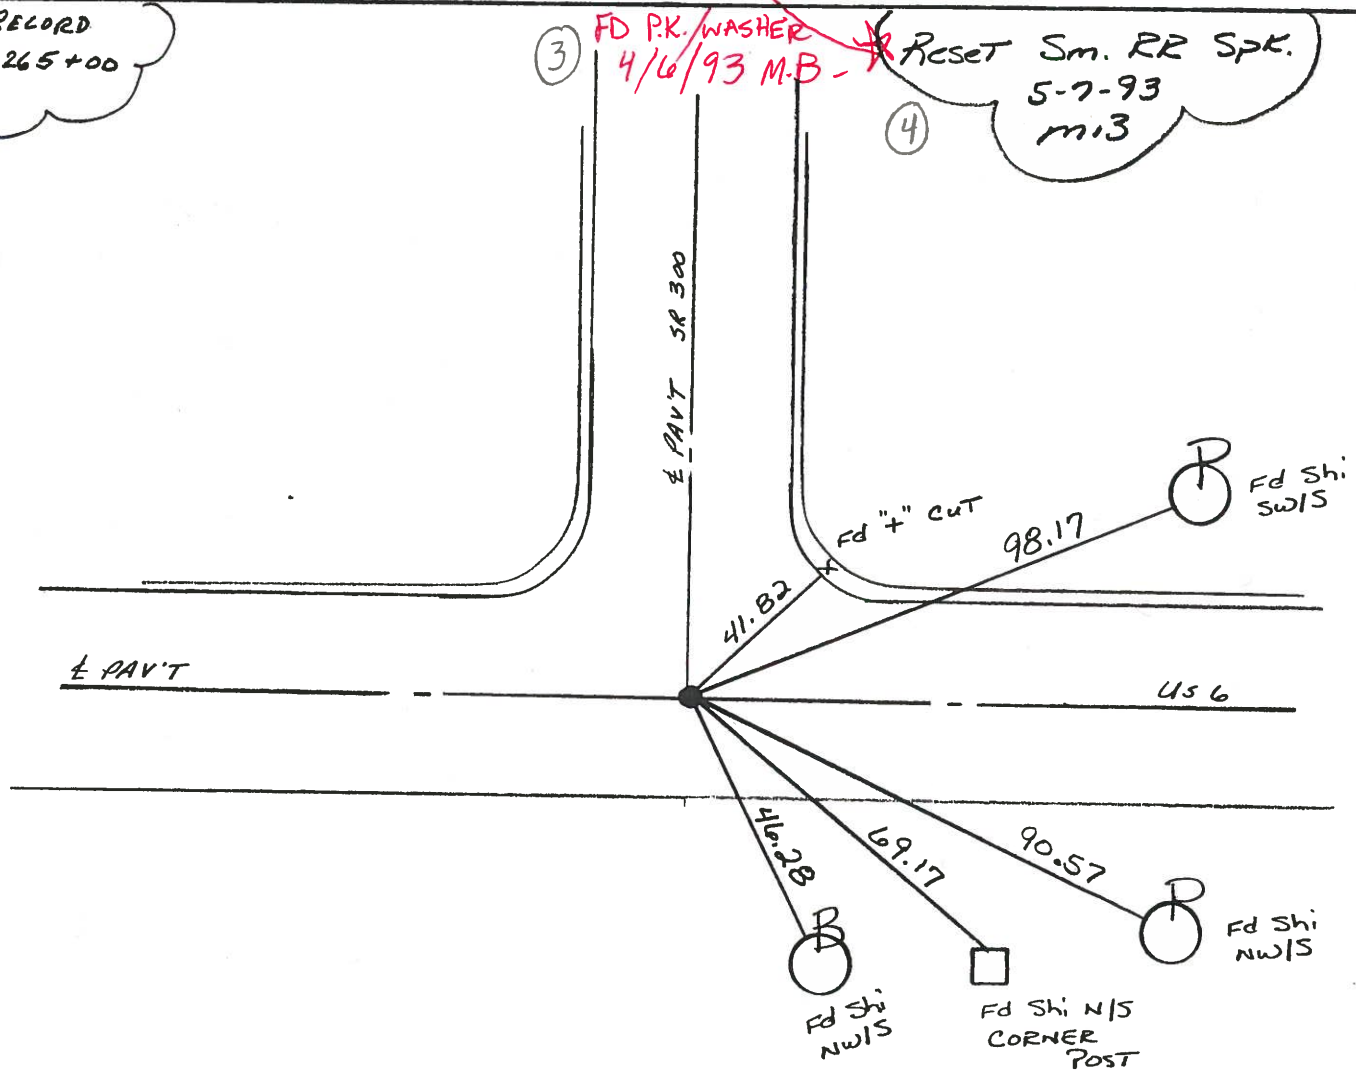 RECORD
265+00
3
FD P.K./WASHER
4/6/93 M.B-
Reset Sm. RR Spk.
5-7-93
4
℄ PAV'T SR 300
Fd "+" CUT
41.82
98.17
P
Fd Shi
SW/S
℄ PAV'T
US 6
46.28
69.17
90.57
B
Fd Shi
NW/S
Fd Shi N/S
CORNER
POST
P
Fd Shi
NW/S